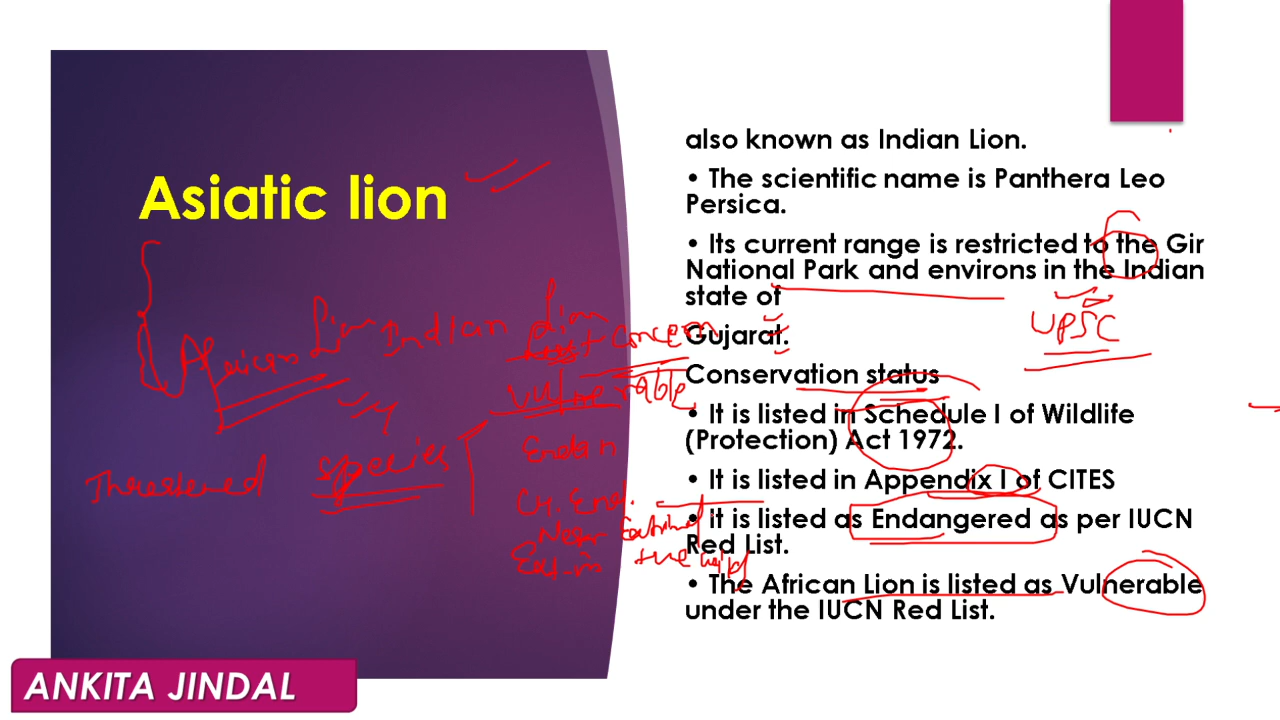 Asiatic lion
African Lion Indian Lion
Least Concern
Vulnerable
Threatened species
Cr. End.
the wild
ANKITA JINDAL
also known as Indian Lion.
• The scientific name is Panthera Leo
Persica.
• Its current range is restricted to the Gir
National Park and environs in the Indian
state of
UPSC
Gujarat.
Conservation status
• It is listed in Schedule I of Wildlife
(Protection) Act 1972.
• It is listed in Appendix I of CITES
• it is listed as Endangered as per IUCN
Red List.
• The African Lion is listed as Vulnerable
under the IUCN Red List.